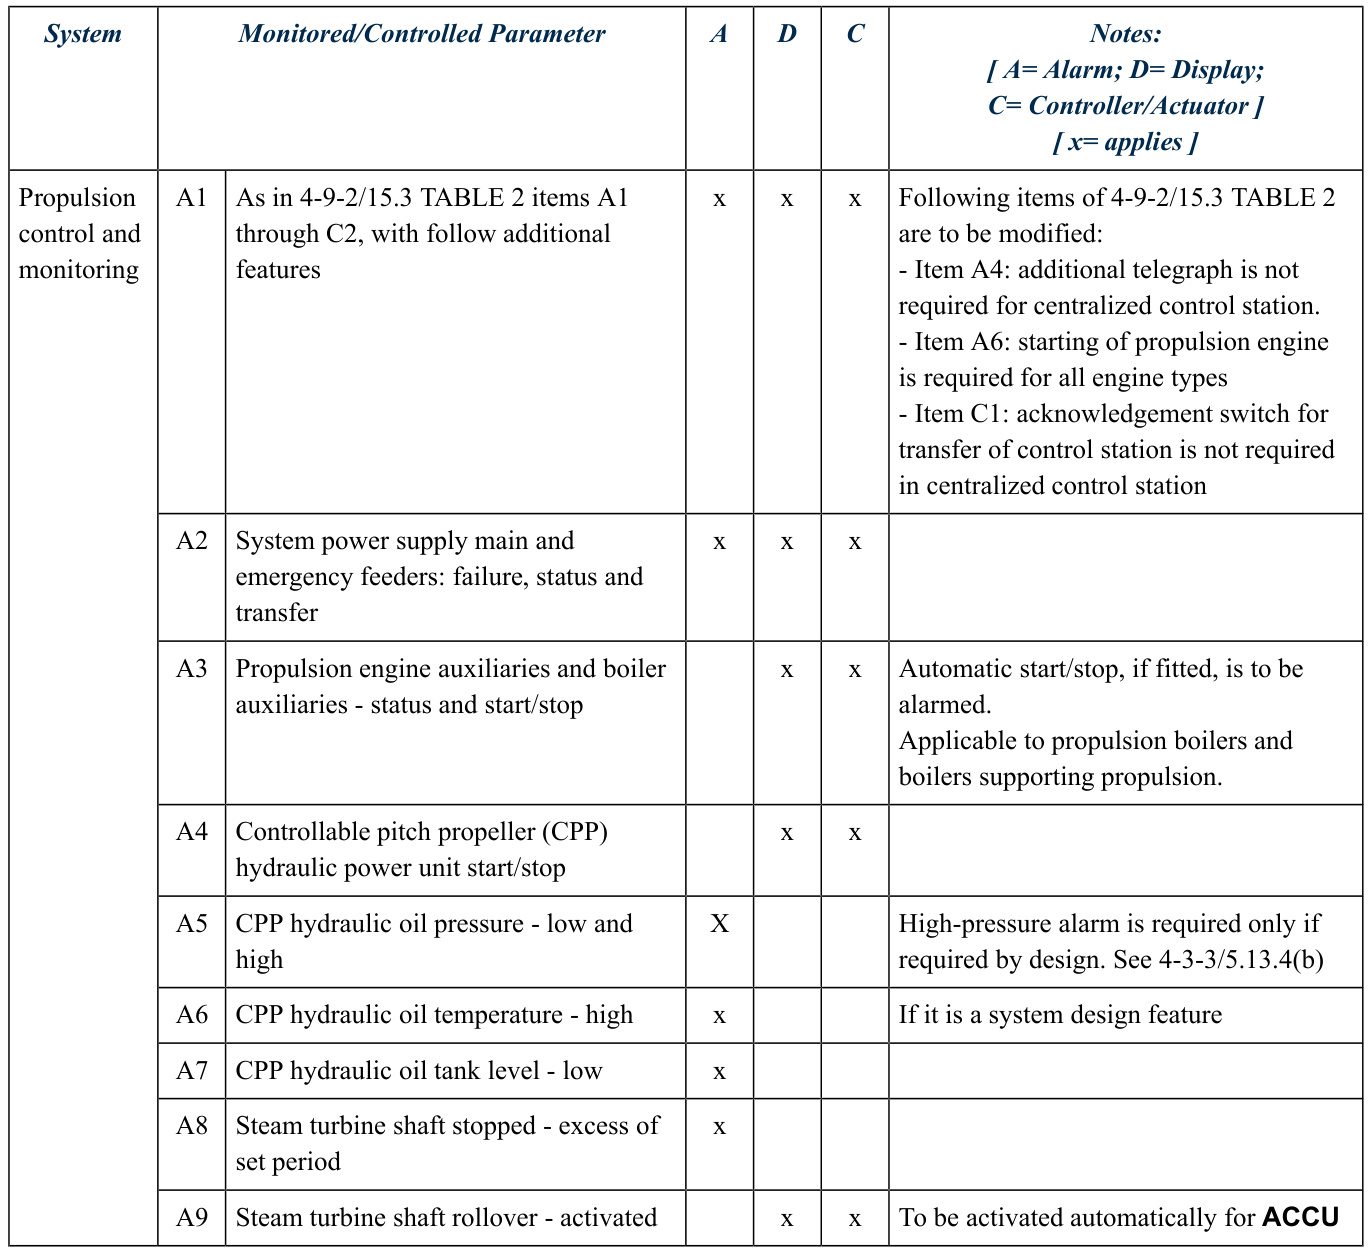 System
Monitored/Controlled Parameter
A
D
C
Notes:
[ A= Alarm; D= Display;
C= Controller/Actuator ]
[ x= applies ]
Propulsion
control and
monitoring
A1
As in 4-9-2/15.3 TABLE 2 items A1
through C2, with follow additional
features
x
x
x
Following items of 4-9-2/15.3 TABLE 2
are to be modified:
- Item A4: additional telegraph is not
required for centralized control station.
- Item A6: starting of propulsion engine
is required for all engine types
- Item C1: acknowledgement switch for
transfer of control station is not required
in centralized control station
A2
System power supply main and
emergency feeders: failure, status and
transfer
x
x
x
A3
Propulsion engine auxiliaries and boiler
auxiliaries - status and start/stop
x
x
Automatic start/stop, if fitted, is to be
alarmed.
Applicable to propulsion boilers and
boilers supporting propulsion.
A4
Controllable pitch propeller (CPP)
hydraulic power unit start/stop
x
x
A5
CPP hydraulic oil pressure - low and
high
X
High-pressure alarm is required only if
required by design. See 4-3-3/5.13.4(b)
A6
CPP hydraulic oil temperature - high
x
If it is a system design feature
A7
CPP hydraulic oil tank level - low
x
A8
Steam turbine shaft stopped - excess of
set period
x
A9
Steam turbine shaft rollover - activated
x
x
To be activated automatically for ACCU